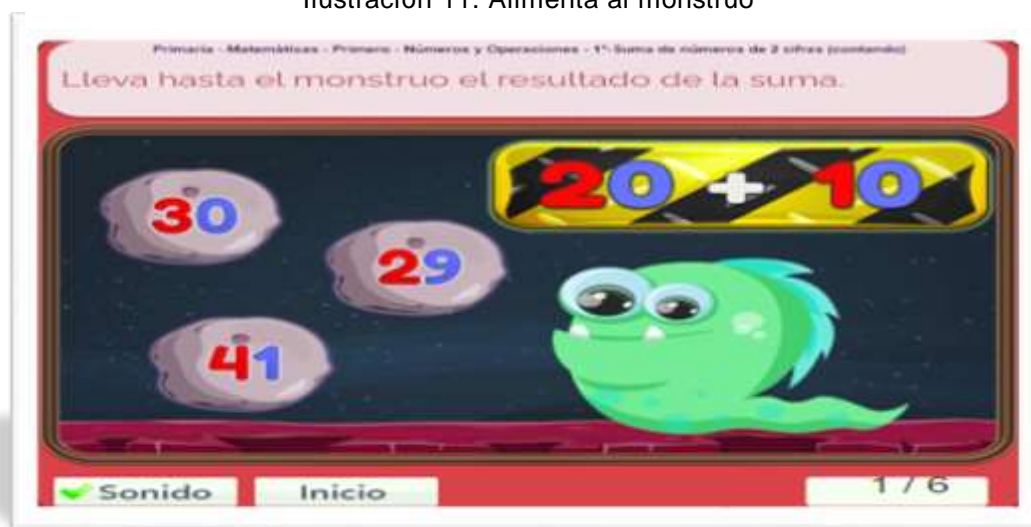 Ilustración 11. Alimenta al monstruo
Primaria - Matemáticas - Primero - Números y Operaciones - 1º-Suma de números de 2 cifras (contando)
Lleva hasta el monstruo el resultado de la suma.
20 + 10
30
29
41
Sonido
Inicio
1 / 6